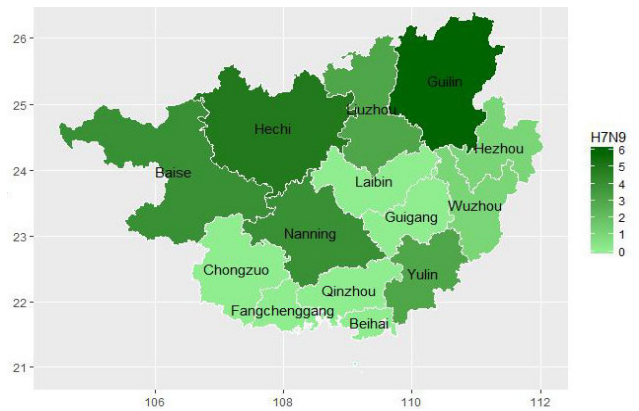 26
25
24
23
22
21
106
108
110
112
Guilin
Liuzhou
Hechi
Hezhou
Baise
Laibin
Wuzhou
Guigang
Nanning
Chongzuo
Yulin
Qinzhou
Fangchenggang
Beihai
H7N9
6
5
4
3
2
1
0